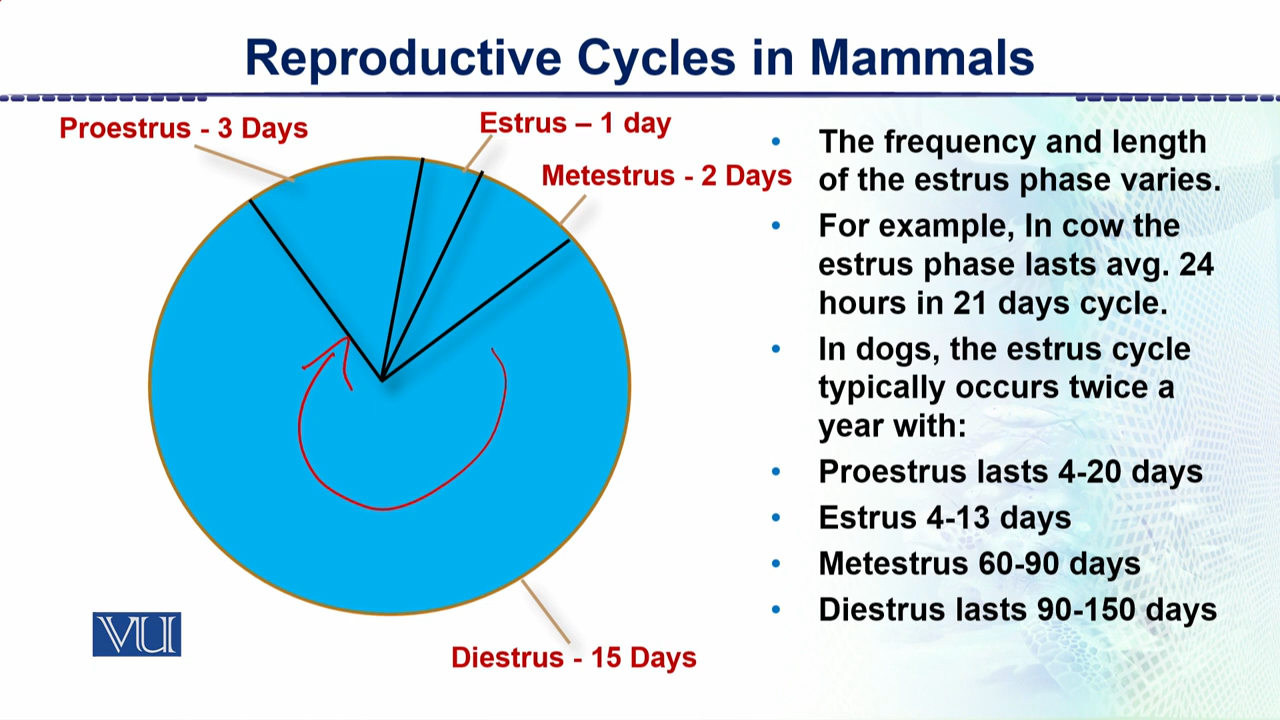 Reproductive Cycles in Mammals
Proestrus - 3 Days
Estrus – 1 day
Metestrus - 2 Days
Diestrus - 15 Days
• The frequency and length
of the estrus phase varies.
• For example, In cow the
estrus phase lasts avg. 24
hours in 21 days cycle.
• In dogs, the estrus cycle
typically occurs twice a
year with:
• Proestrus lasts 4-20 days
• Estrus 4-13 days
• Metestrus 60-90 days
• Diestrus lasts 90-150 days
VU